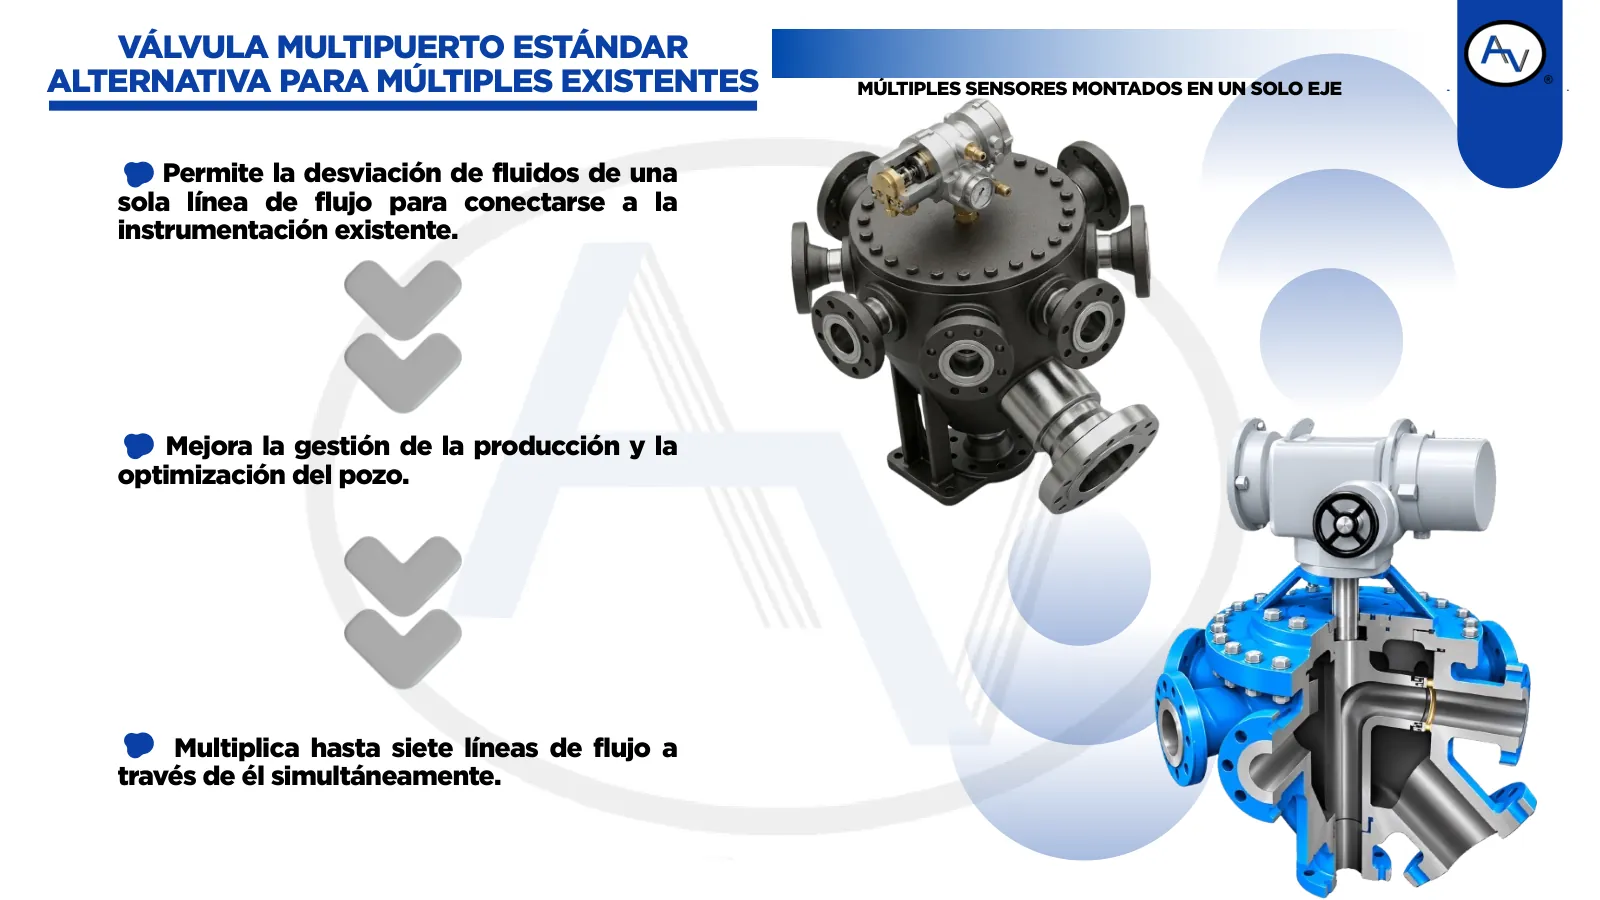 VÁLVULA MULTIPUERTO ESTÁNDAR
ALTERNATIVA PARA MÚLTIPLES EXISTENTES
MÚLTIPLES SENSORES MONTADOS EN UN SOLO EJE
AV
®
Permite la desviación de fluidos de una
sola línea de flujo para conectarse a la
instrumentación existente.
Mejora la gestión de la producción y la
optimización del pozo.
Multiplica hasta siete líneas de flujo a
través de él simultáneamente.